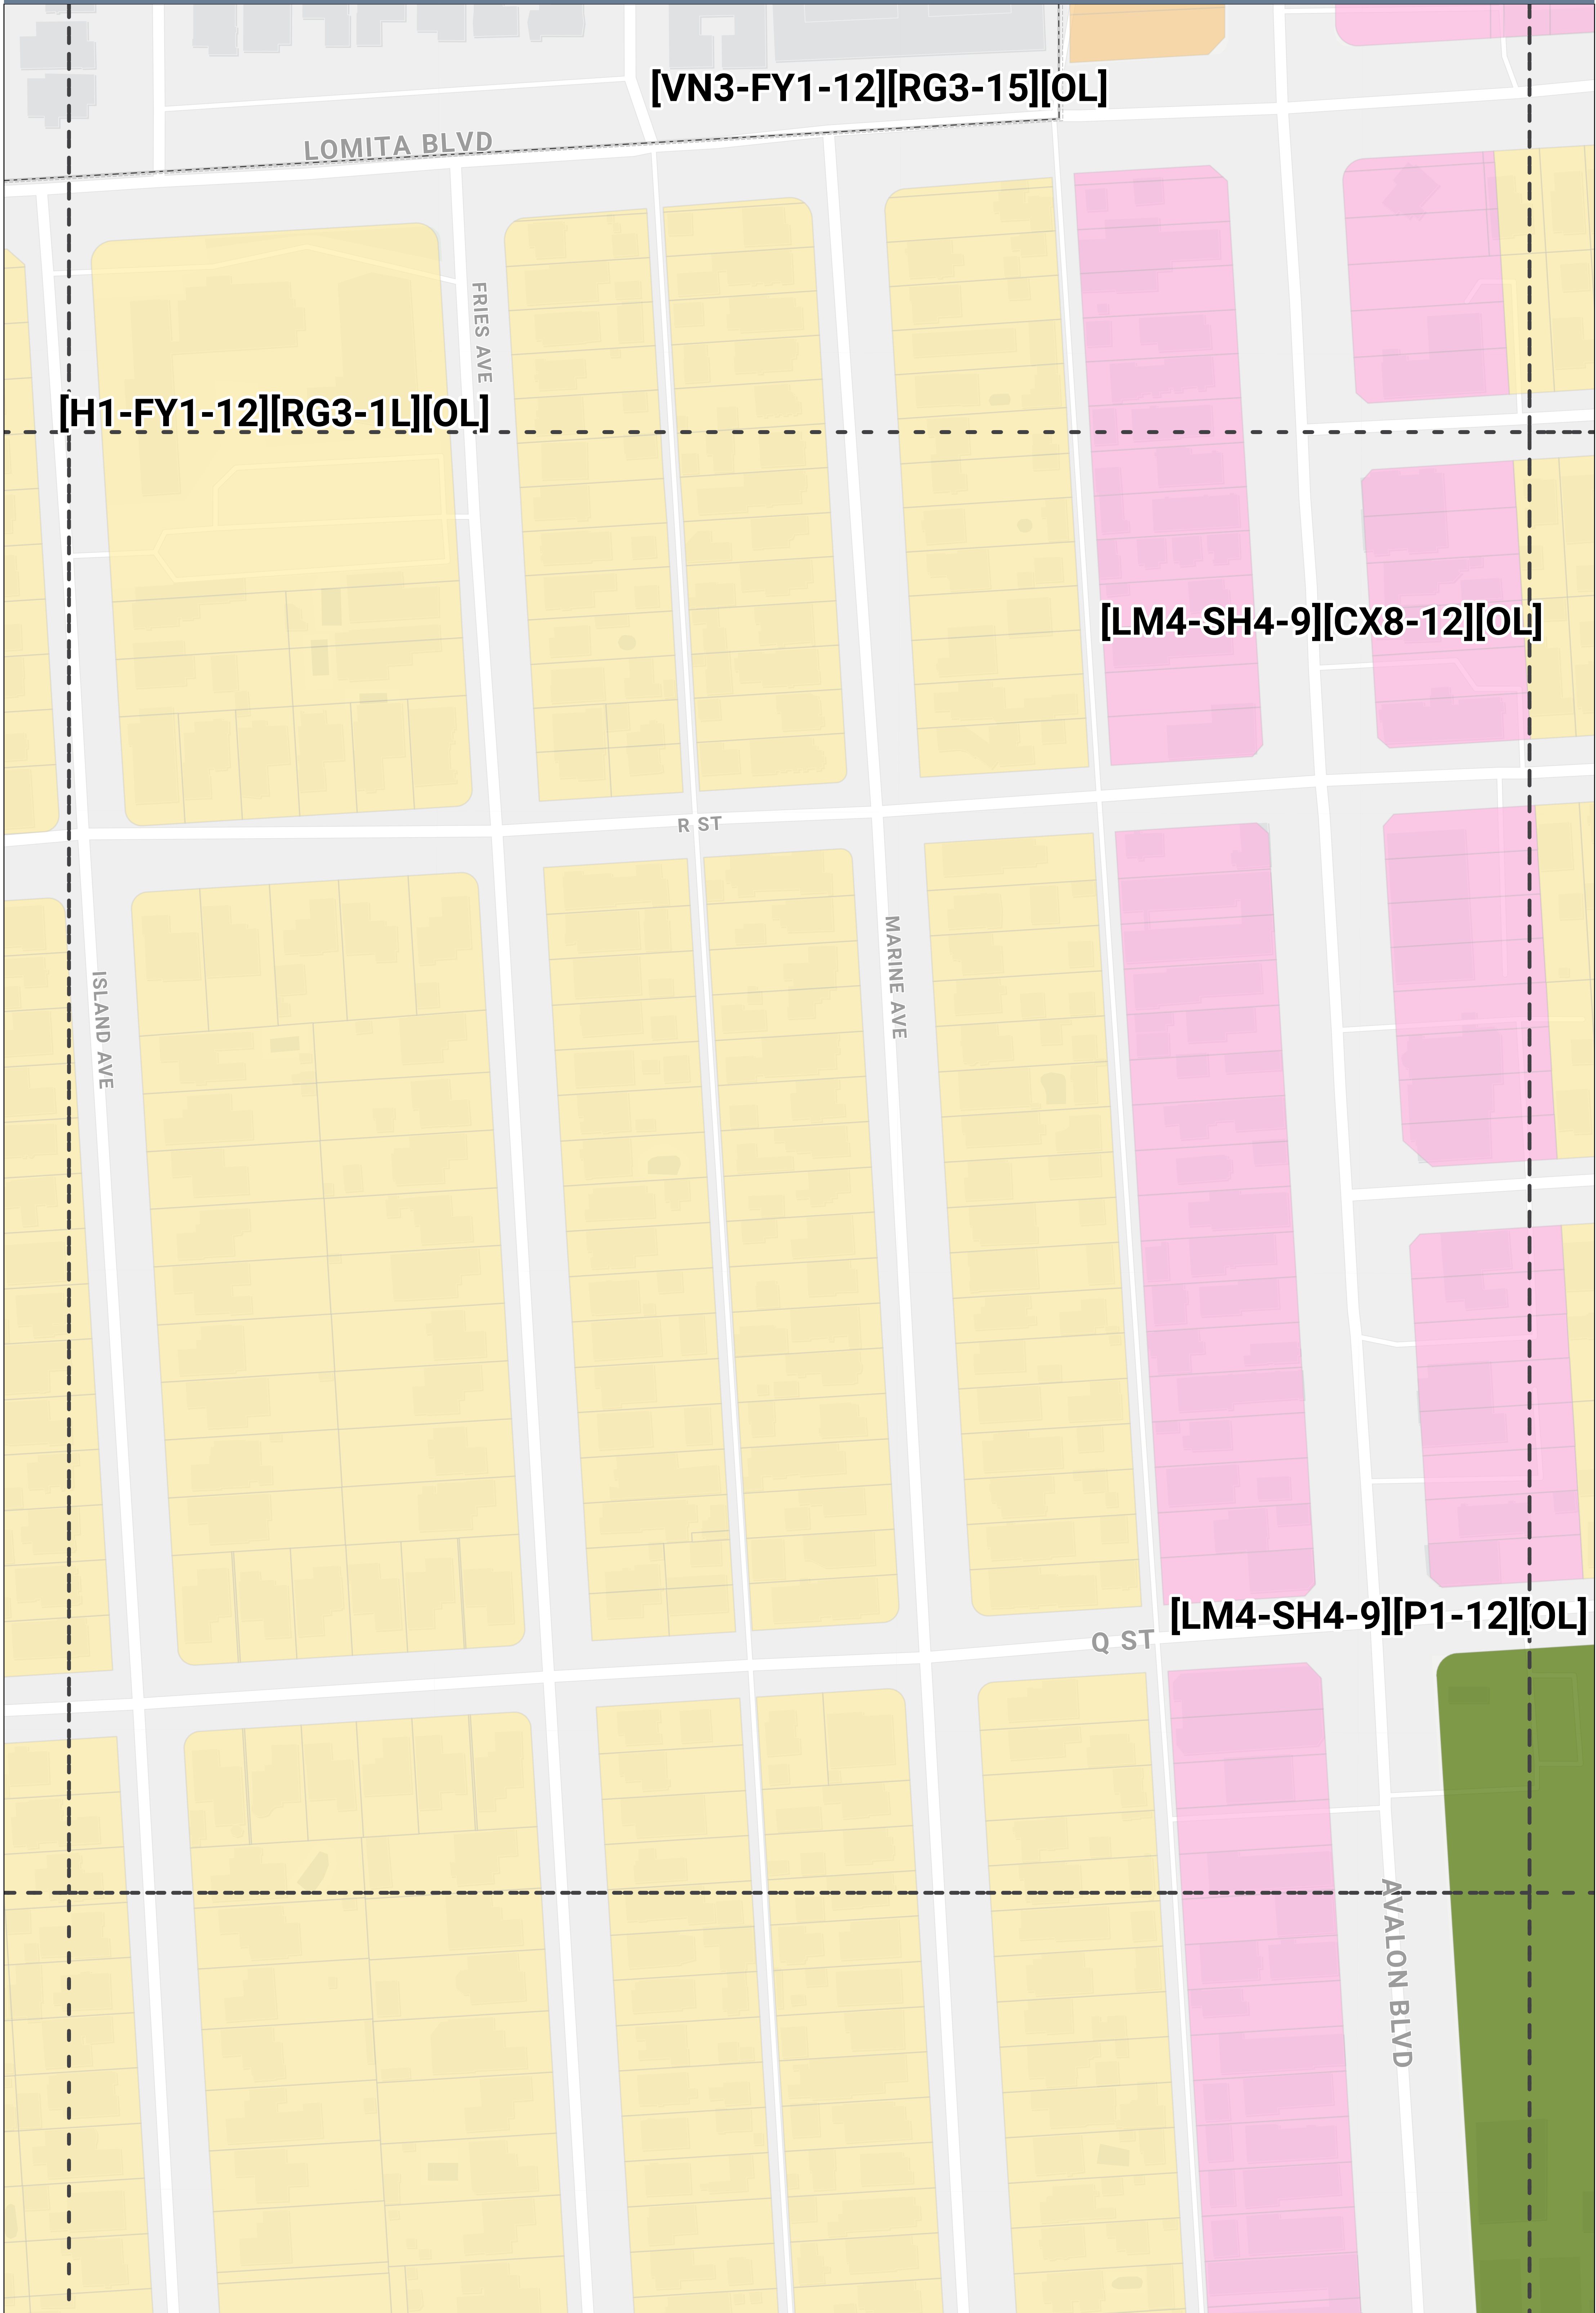 [VN3-FY1-12][RG3-15][OL]
LOMITA BLVD
FRIES AVE
[H1-FY1-12][RG3-1L][OL]
[LM4-SH4-9][CX8-12][OL]
R ST
MARINE AVE
ISLAND AVE
[LM4-SH4-9][P1-12][OL]
Q ST
AVALON BLVD